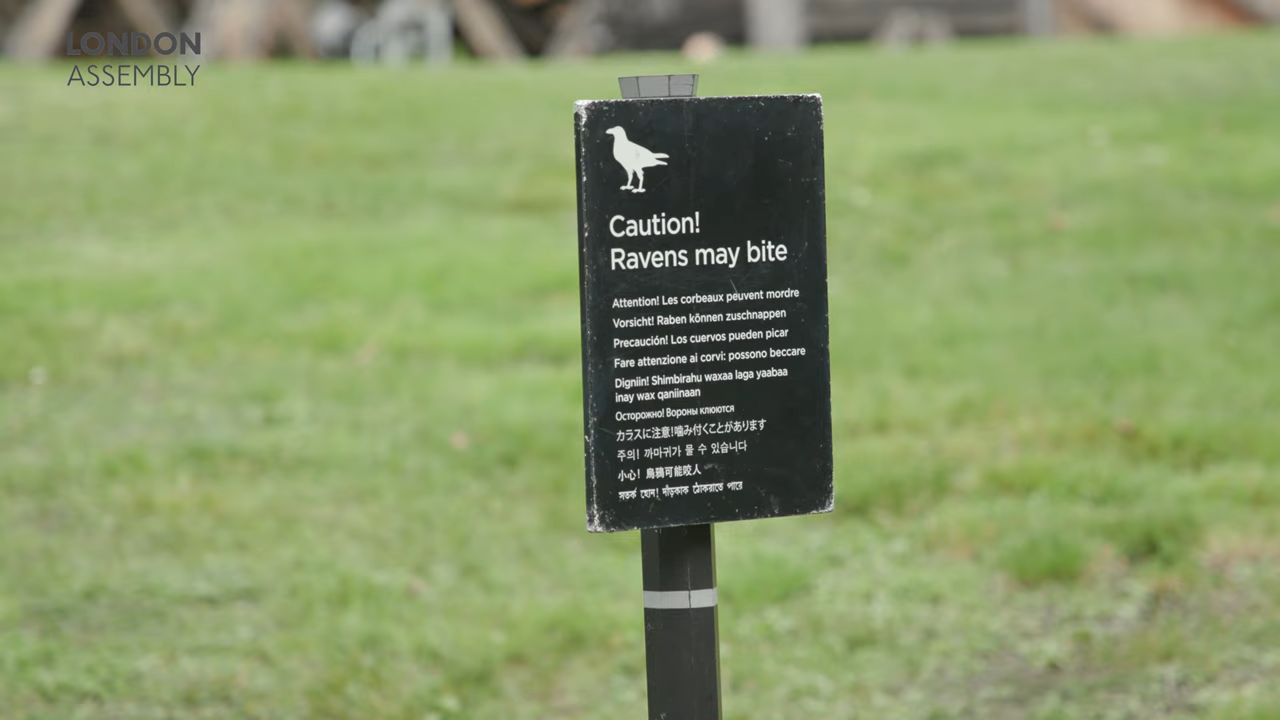 LONDON
ASSEMBLY
Caution!
Ravens may bite
Attention! Les corbeaux peuvent mordre
Vorsicht! Raben können zuschnappen
Precaución! Los cuervos pueden picar
Fare attenzione ai corvi: possono beccare
Digniin! Shimbirahu waxaa laga yaabaa
inay wax qaniinaan
Осторожно! Вороны клюются
カラスに注意!噛み付くことがあります
주의! 까마귀가 물 수 있습니다
小心! 烏鴉可能咬人
সতর্ক হোন! দাঁড়কাক ঠোকরাতে পারে